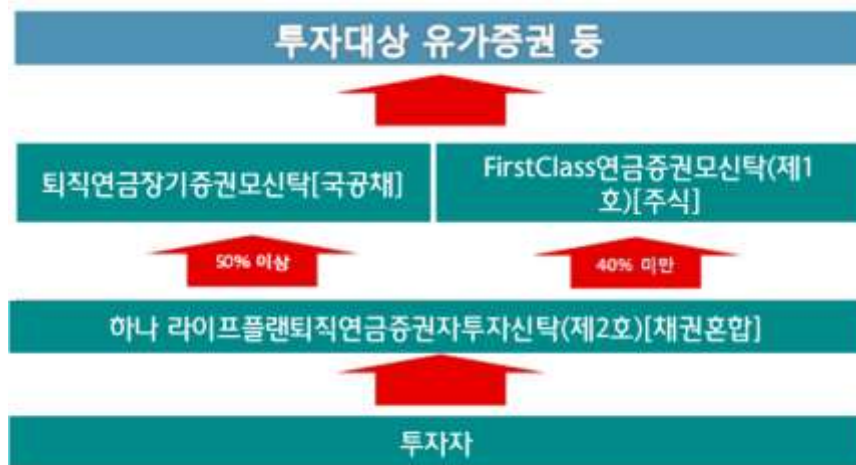 투자대상 유가증권 등
퇴직연금장기증권모신탁[국공채]
FirstClass연금증권모신탁(제1
호)[주식]
50% 이상
40% 미만
하나 라이프플랜퇴직연금증권자투자신탁(제2호)[채권혼합]
투자자